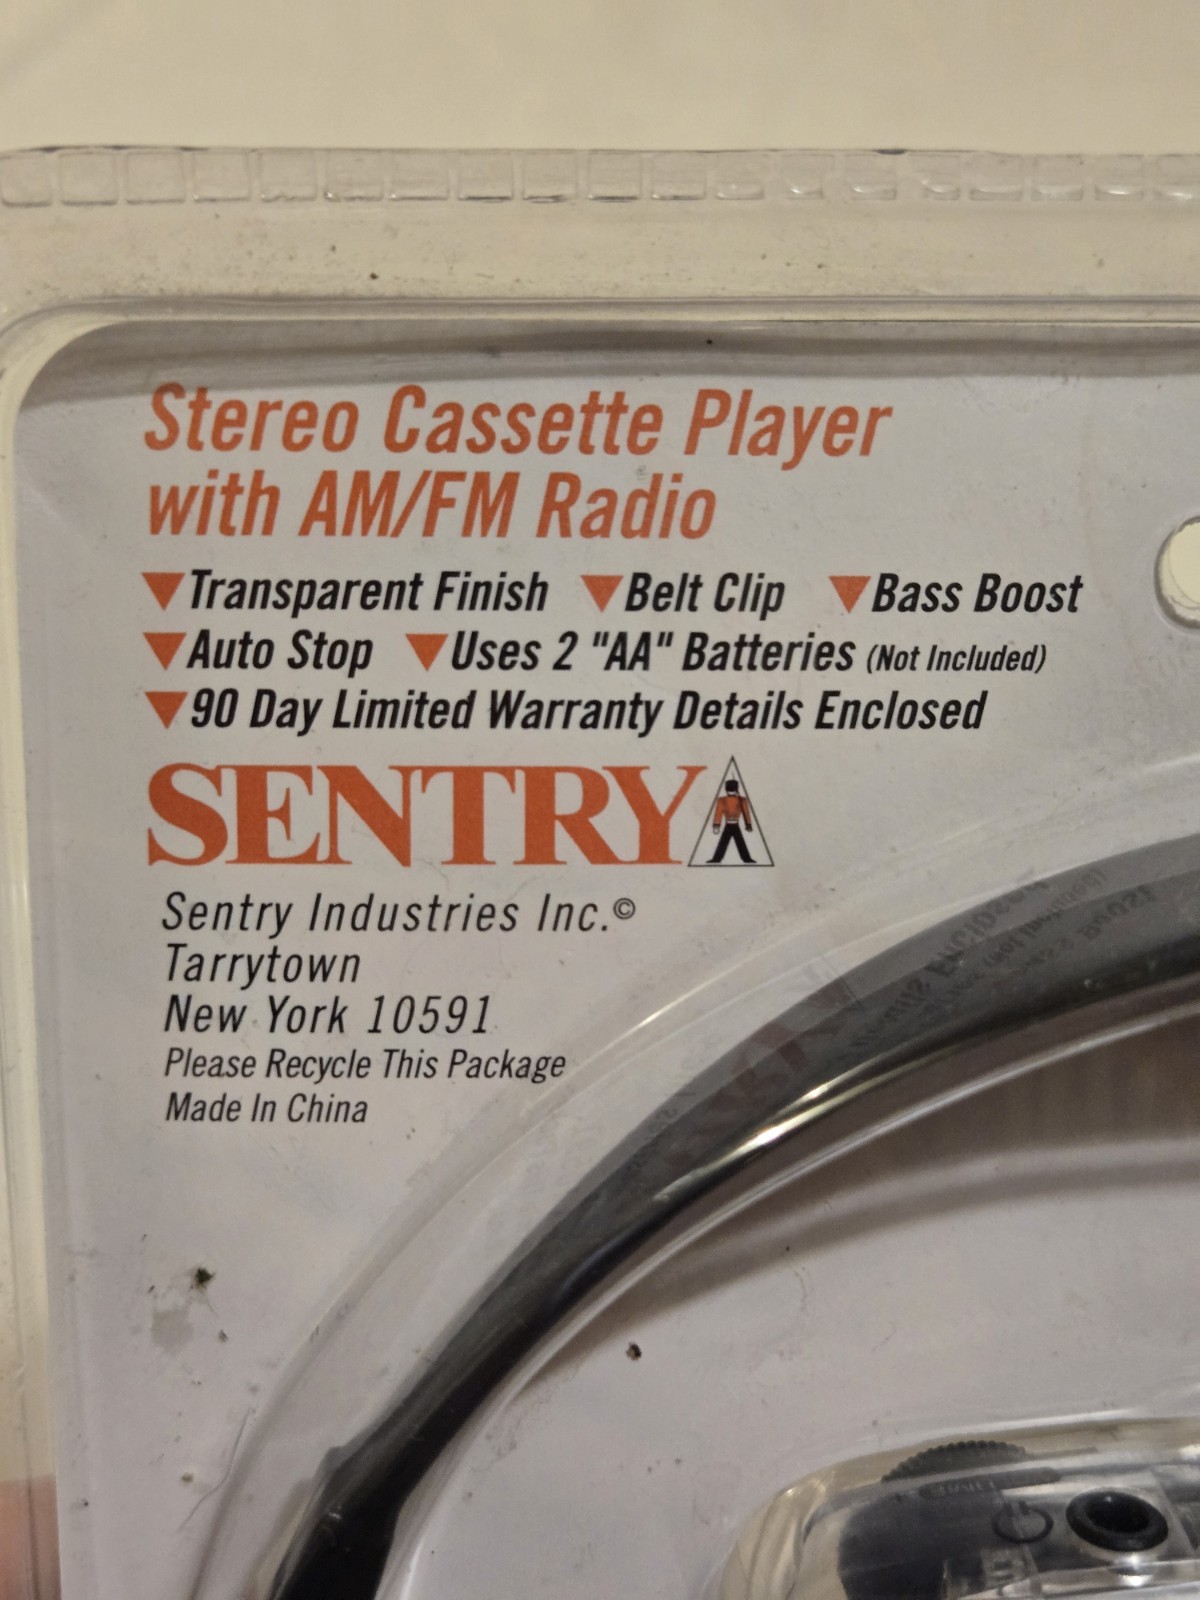 Stereo Cassette Player
with AM/FM Radio
▼Transparent Finish ▼Belt Clip ▼Bass Boost
▼Auto Stop ▼Uses 2 "AA" Batteries (Not Included)
▼90 Day Limited Warranty Details Enclosed
SENTRY
Sentry Industries Inc.©
Tarrytown
New York 10591
Please Recycle This Package
Made In China